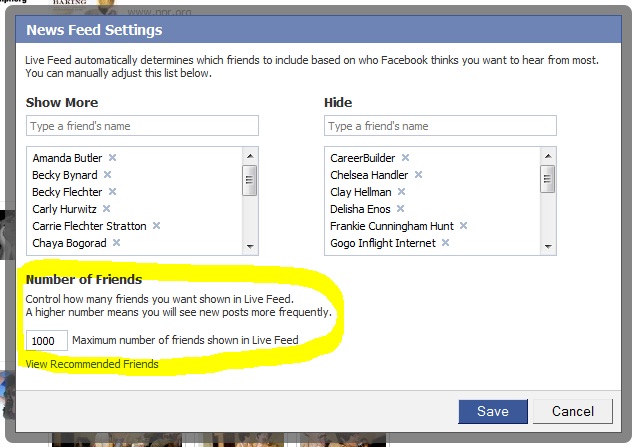 BAKING
www.npr.org
News Feed Settings
Live Feed automatically determines which friends to include based on who Facebook thinks you want to hear from most.
You can manually adjust this list below.
Show More
Type a friend's name
Amanda Butler
Becky Bynard
Becky Flechter
Carly Hurwitz
Carrie Flechter Stratton
Chaya Bogorad
Hide
Type a friend's name
CareerBuilder
Chelsea Handler
Clay Hellman
Delisha Enos
Frankie Cunningham Hunt
Gogo Inflight Internet
Number of Friends
Control how many friends you want shown in Live Feed.
A higher number means you will see new posts more frequently.
1000 Maximum number of friends shown in Live Feed
View Recommended Friends
Save Cancel